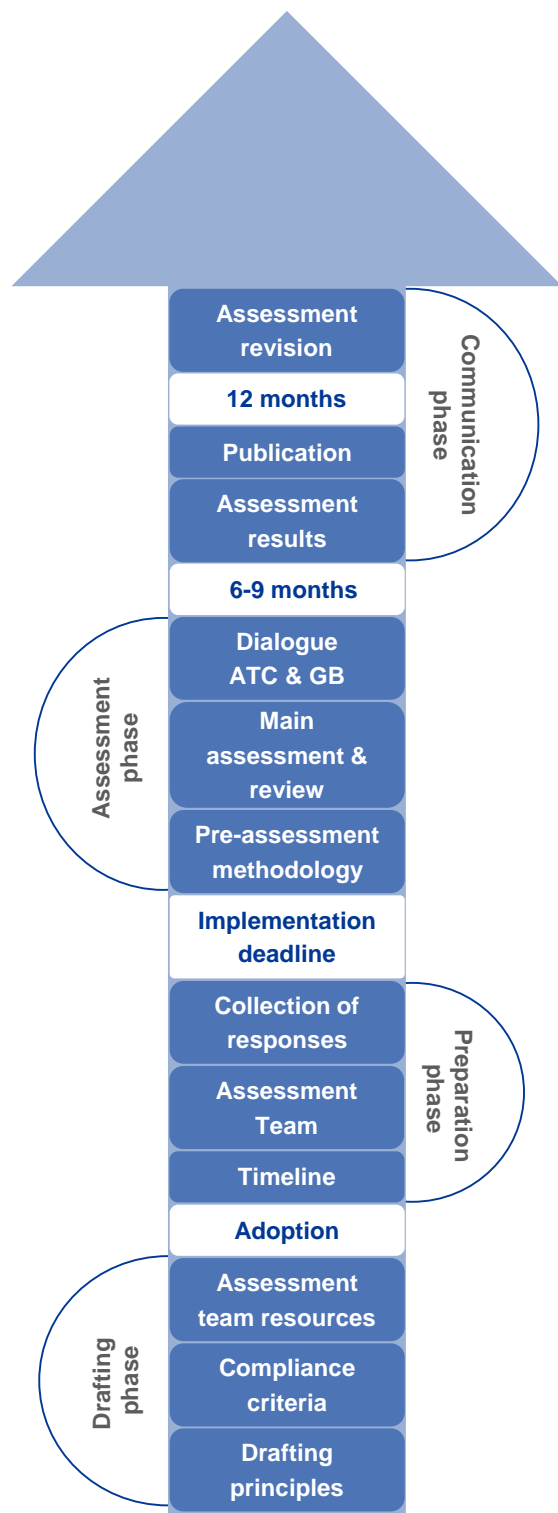 Assessment
revision
12 months
Publication
Assessment
results
Communication
phase
6-9 months
Dialogue
ATC & GB
Main
assessment &
review
Pre-assessment
methodology
Assessment
phase
Implementation
deadline
Collection of
responses
Assessment
Team
Timeline
Preparation
phase
Adoption
Assessment
team resources
Compliance
criteria
Drafting
principles
Drafting
phase